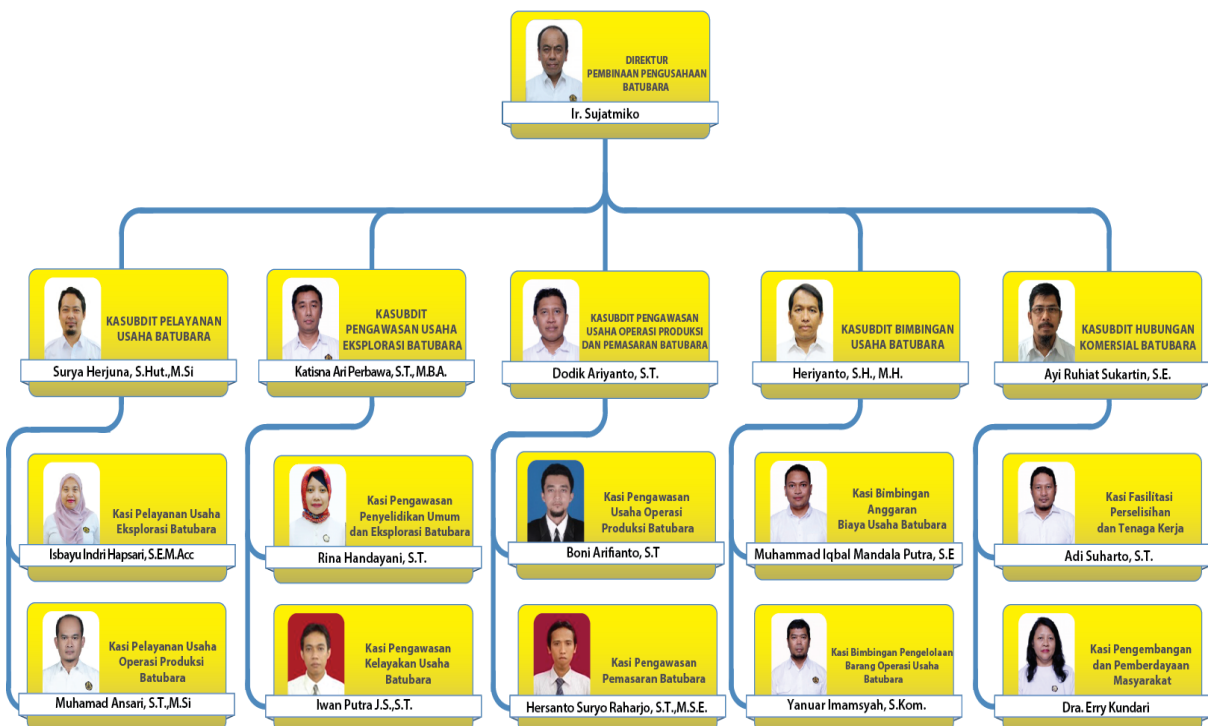 DIREKTUR
PEMBINAAN PENGUSAHAAN
BATUBARA
Ir. Sujatmiko
KASUBDIT PELAYANAN
USAHA BATUBARA
Surya Herjuna, S.Hut.,M.Si
KASUBDIT
PENGAWASAN USAHA
EKSPLORASI BATUBARA
Katisna Ari Perbawa, S.T., M.B.A.
KASUBDIT PENGAWASAN
USAHA OPERASI PRODUKSI
DAN PEMASARAN BATUBARA
Dodik Ariyanto, S.T.
KASUBDIT BIMBINGAN
USAHA BATUBARA
Heriyanto, S.H., M.H.
KASUBDIT HUBUNGAN
KOMERSIAL BATUBARA
Ayi Ruhiat Sukartin, S.E.
Kasi Pelayanan Usaha
Eksplorasi Batubara
Isbayu Indri Hapsari, S.E.M.Acc
Kasi Pengawasan
Penyelidikan Umum
dan Eksplorasi Batubara
Rina Handayani, S.T.
Kasi Pengawasan
Usaha Operasi
Produksi Batubara
Boni Arifianto, S.T
Kasi Bimbingan
Anggaran
Biaya Usaha Batubara
Muhammad Iqbal Mandala Putra, S.E
Kasi Fasilitasi
Perselisihan
dan Tenaga Kerja
Adi Suharto, S.T.
Kasi Pelayanan Usaha
Operasi Produksi
Batubara
Muhamad Ansari, S.T.,M.Si
Kasi Pengawasan
Kelayakan Usaha
Batubara
Iwan Putra J.S.,S.T.
Kasi Pengawasan
Pemasaran Batubara
Hersanto Suryo Raharjo, S.T.,M.S.E.
Kasi Bimbingan Pengelolaan
Barang Operasi Usaha
Batubara
Yanuar Imamsyah, S.Kom.
Kasi Pengembangan
dan Pemberdayaan
Masyarakat
Dra. Erry Kundari